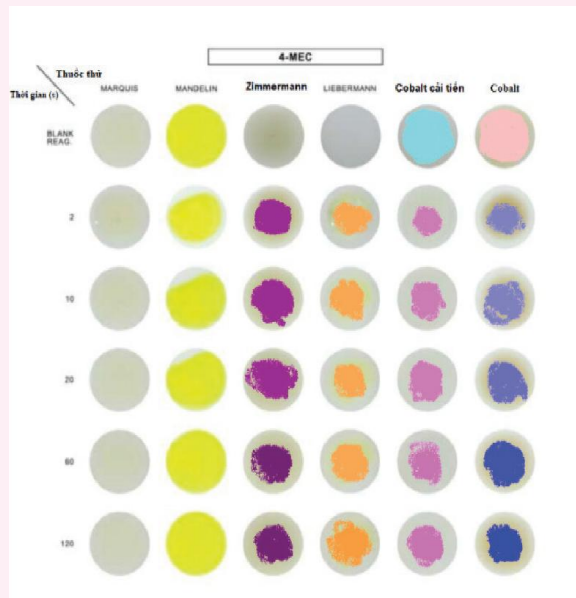 4-MEC
Thuốc thử
Thời gian (s)
MARQUIS MANDELIN Zimmermann LIEBERMANN Cobalt cải tiến Cobalt
BLANK
REAG.
2
10
20
60
120